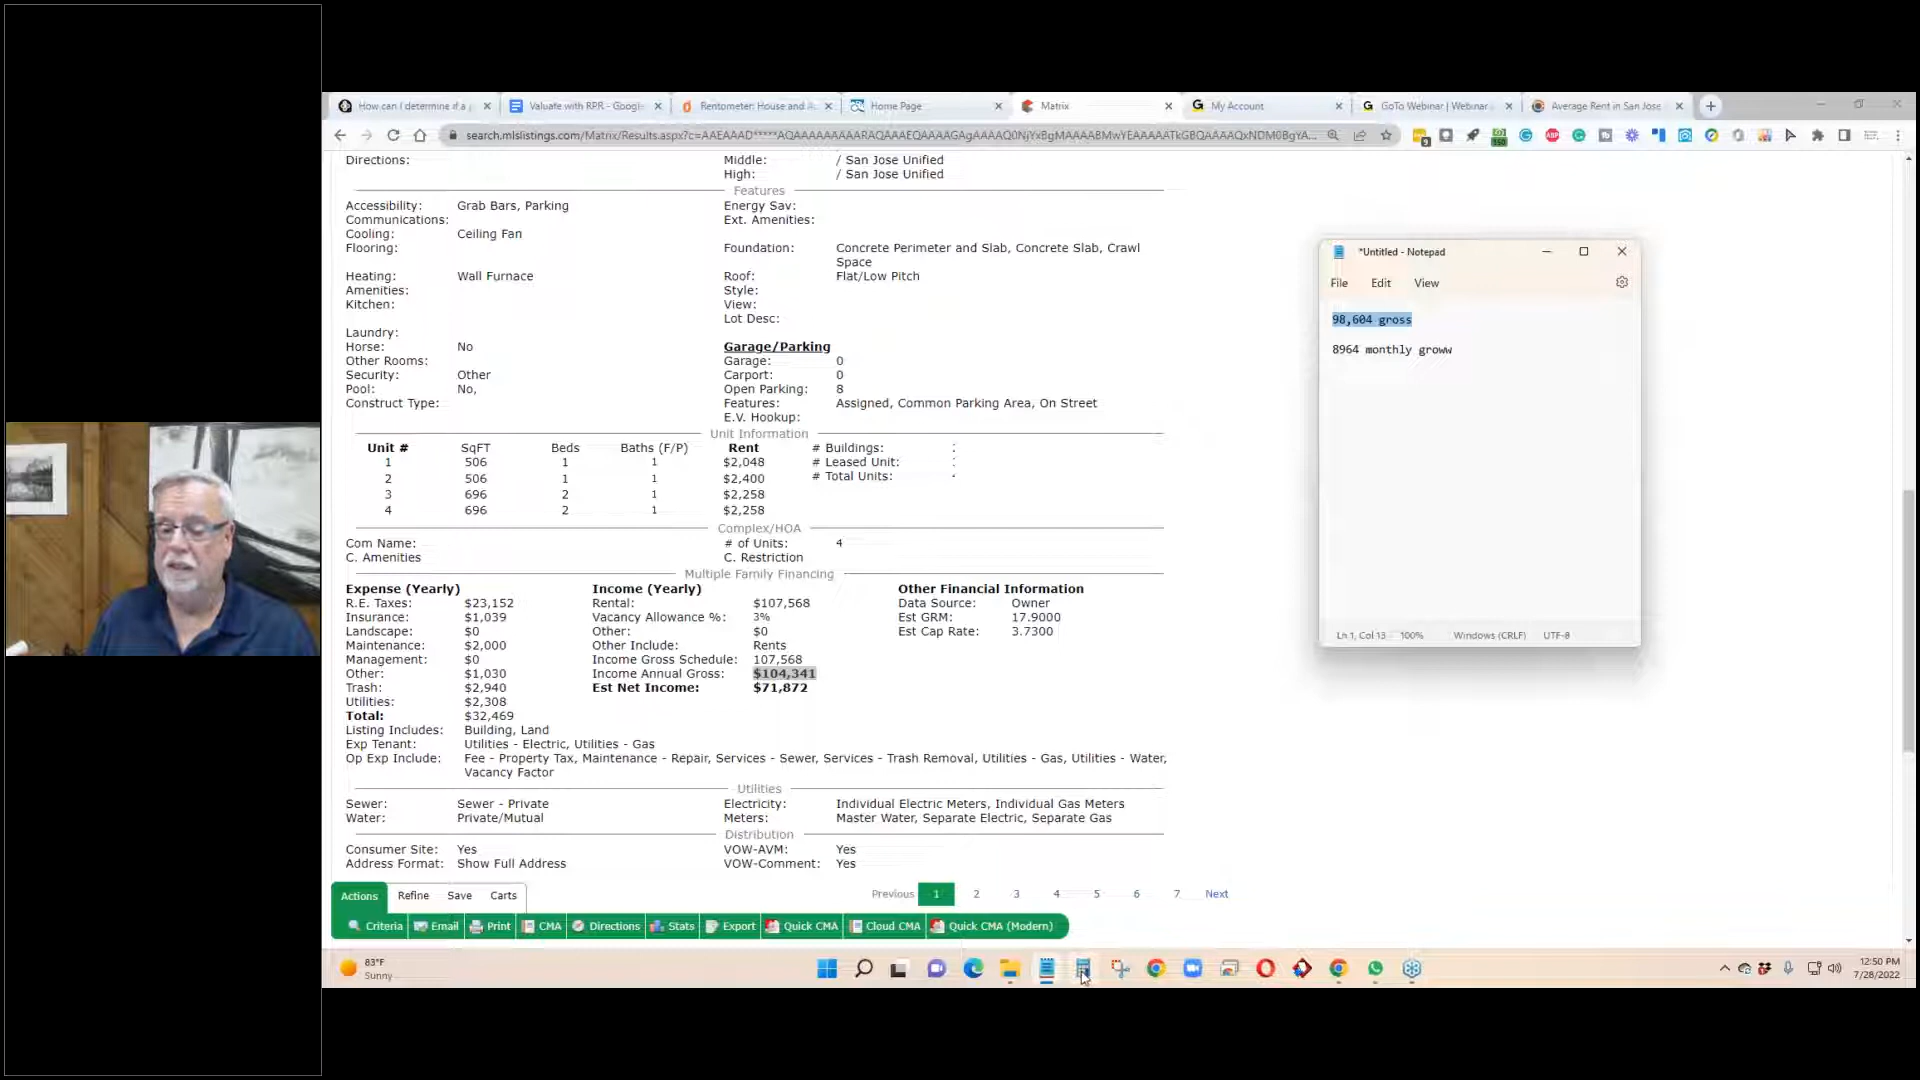 How can I determine if a
Valuate with RPR - Google
Rentometer: House and A
Home Page
Matrix
My Account
GoTo Webinar | Webinar
Average Rent in San Jose
search.mlslistings.com/Matrix/Results.aspx?c=
Directions:
Middle: / San Jose Unified
High: / San Jose Unified
Features
Accessibility: Grab Bars, Parking Energy Sav:
Communications: Ext. Amenities:
Cooling: Ceiling Fan
Flooring: Foundation: Concrete Perimeter and Slab, Concrete Slab, Crawl
Space
Heating: Wall Furnace Roof: Flat/Low Pitch
Amenities: Style:
Kitchen: View:
Lot Desc:
Laundry:
Horse: No Garage/Parking
Other Rooms: Garage: 0
Security: Other Carport: 0
Pool: No, Open Parking: 8
Construct Type: Features: Assigned, Common Parking Area, On Street
E.V. Hookup:
Unit Information
Unit # SqFT Beds Baths (F/P) Rent # Buildings:
1 506 1 1 $2,048 # Leased Unit:
2 506 1 1 $2,400 # Total Units:
3 696 2 1 $2,258
4 696 2 1 $2,258
Complex/HOA
Com Name: # of Units: 4
C. Amenities C. Restriction
Multiple Family Financing
Expense (Yearly) Income (Yearly) Other Financial Information
R.E. Taxes: $23,152 Rental: $107,568 Data Source: Owner
Insurance: $1,039 Vacancy Allowance %: 3% Est GRM: 17.9000
Landscape: $0 Other: $0 Est Cap Rate: 3.7300
Maintenance: $2,000 Other Include: Rents
Management: $0 Income Gross Schedule: 107,568
Other: $1,030 Income Annual Gross: $104,341
Trash: $2,940 Est Net Income: $71,872
Utilities: $2,308
Total: $32,469
Listing Includes: Building, Land
Exp Tenant: Utilities - Electric, Utilities - Gas
Op Exp Include: Fee - Property Tax, Maintenance - Repair, Services - Sewer, Services - Trash Removal, Utilities - Gas, Utilities - Water,
Vacancy Factor
Utilities
Sewer: Sewer - Private Electricity: Individual Electric Meters, Individual Gas Meters
Water: Private/Mutual Meters: Master Water, Separate Electric, Separate Gas
Distribution
Consumer Site: Yes VOW-AVM: Yes
Address Format: Show Full Address VOW-Comment: Yes
Actions Refine Save Carts
Previous 1 2 3 4 5 6 7 Next
Criteria Email Print CMA Directions Stats Export Quick CMA Cloud CMA Quick CMA (Modern)
*Untitled - Notepad
File Edit View
98,604 gross
8964 monthly groww
Ln 1, Col 13 100% Windows (CRLF) UTF-8
83°F
Sunny
12:50 PM
7/28/2022